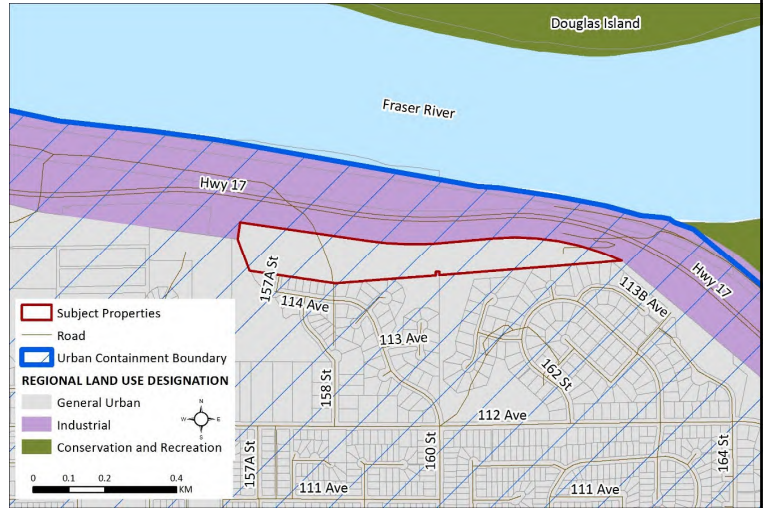 Douglas Island
Fraser River
Hwy 17
Hwy 17
157A St
114 Ave
113B Ave
113 Ave
158 St
162 St
112 Ave
157A St
160 St
164 St
111 Ave
111 Ave
Subject Properties
Road
Urban Containment Boundary
REGIONAL LAND USE DESIGNATION
General Urban
Industrial
Conservation and Recreation
N
W E
S
0 0.1 0.2 0.4
KM